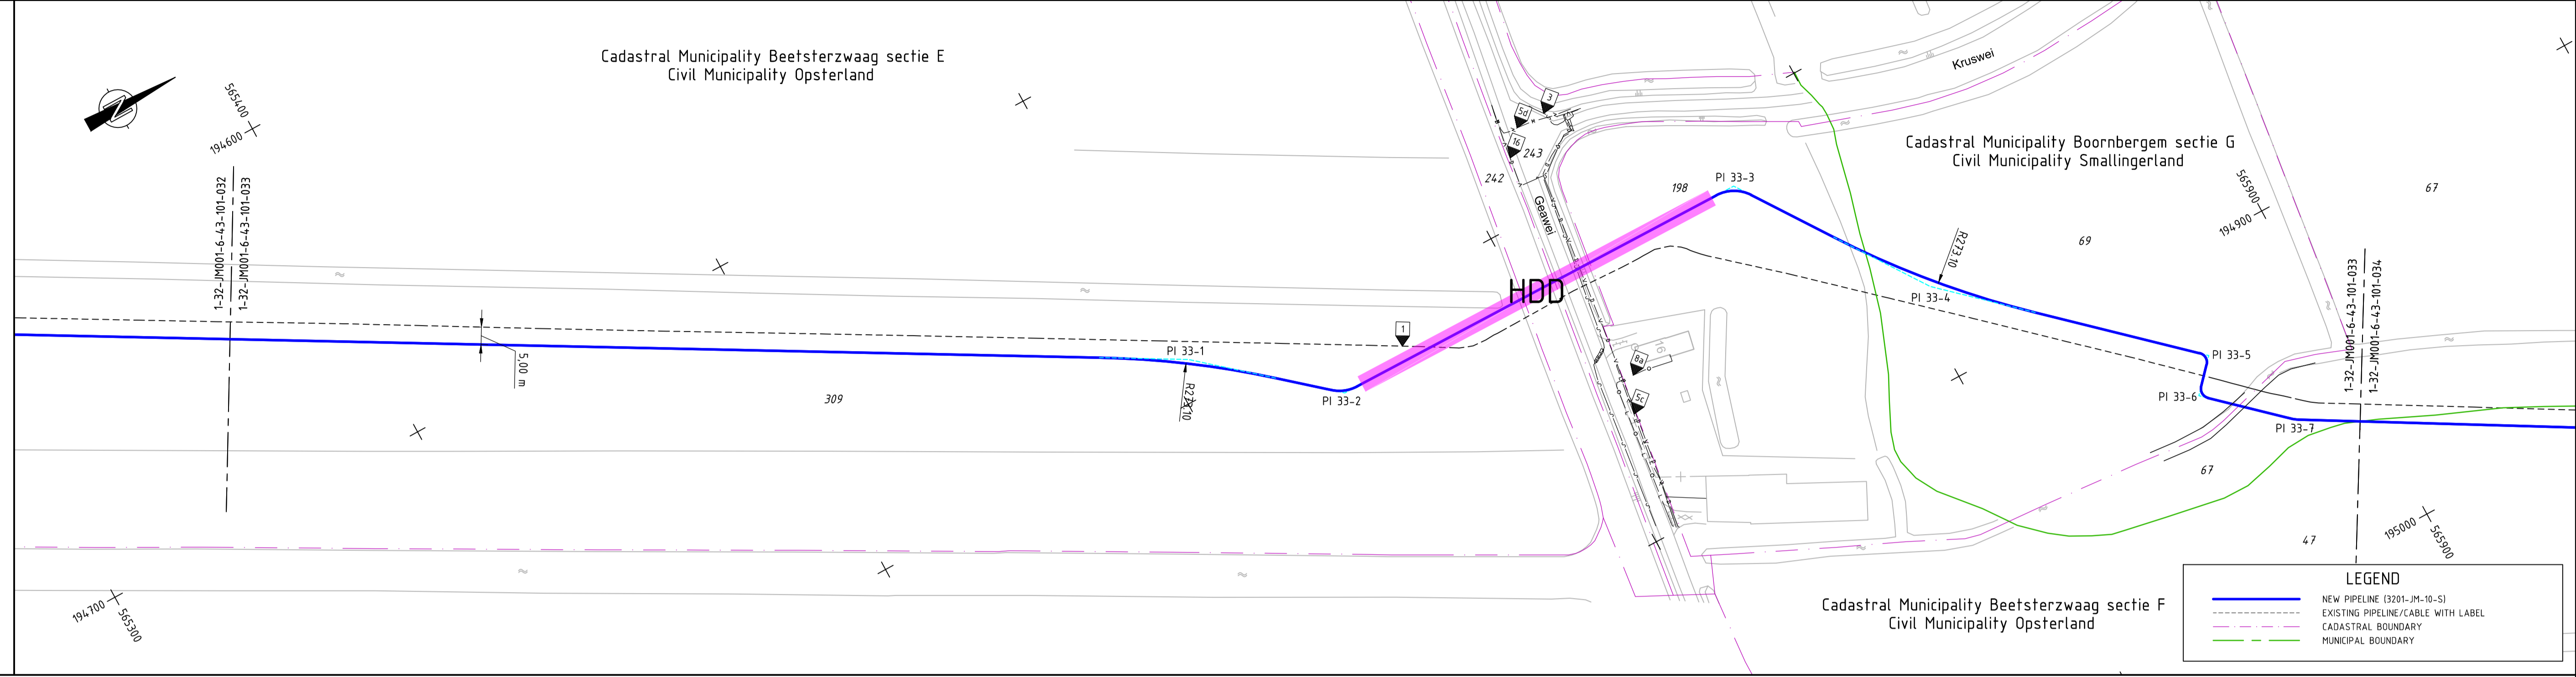 Cadastral Municipality Beetsterzwaag sectie E
Civil Municipality Opsterland
N
565400
194600
1-32-JM001-6-43-101-032
1-32-JM001-6-43-101-033
5,00 m
309
194700
565300
PI 33-1
PI 33-2
1
HDD
242
243
5d
3
16
Geawei
198
PI 33-3
Kruswei
Cadastral Municipality Boornbergem sectie G
Civil Municipality Smallingerland
69
R273.10
PI 33-4
565900
194900
67
PI 33-5
PI 33-6
PI 33-7
1-32-JM001-6-43-101-033
1-32-JM001-6-43-101-034
16
8a
5c
67
47
195000
565900
Cadastral Municipality Beetsterzwaag sectie F
Civil Municipality Opsterland
LEGEND
NEW PIPELINE (3201-JM-10-S)
EXISTING PIPELINE/CABLE WITH LABEL
CADASTRAL BOUNDARY
MUNICIPAL BOUNDARY